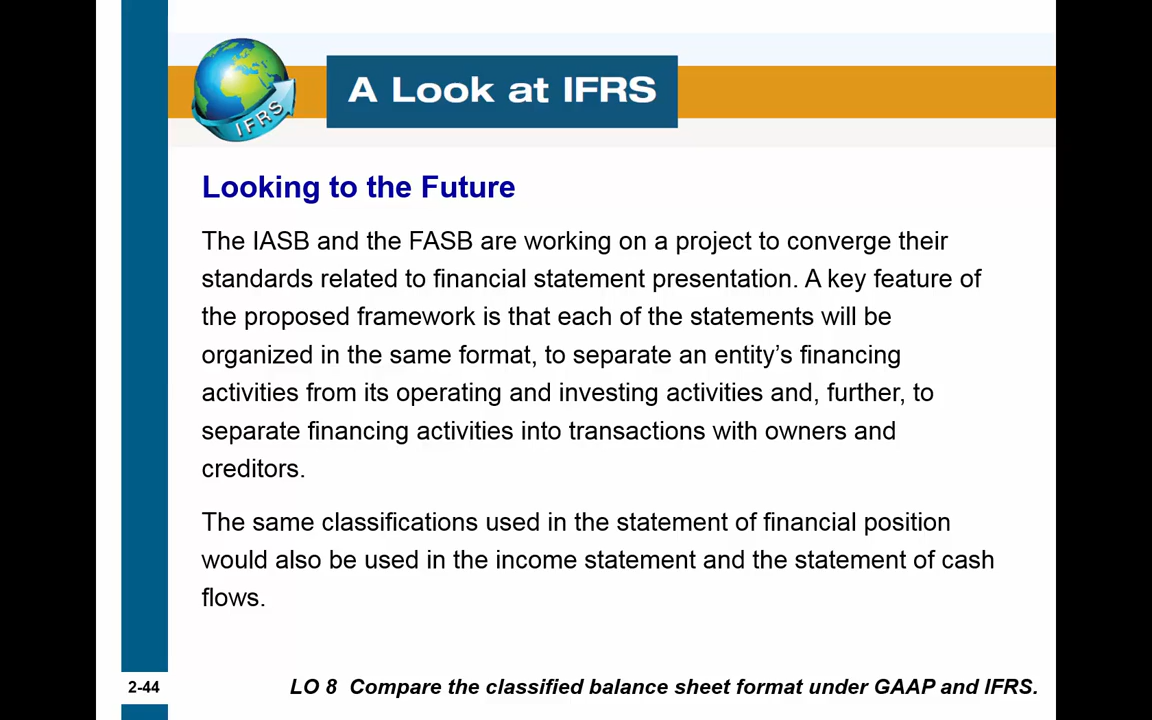 IFRS
A Look at IFRS
Looking to the Future
The IASB and the FASB are working on a project to converge their
standards related to financial statement presentation. A key feature of
the proposed framework is that each of the statements will be
organized in the same format, to separate an entity’s financing
activities from its operating and investing activities and, further, to
separate financing activities into transactions with owners and
creditors.
The same classifications used in the statement of financial position
would also be used in the income statement and the statement of cash
flows.
2-44
LO 8 Compare the classified balance sheet format under GAAP and IFRS.